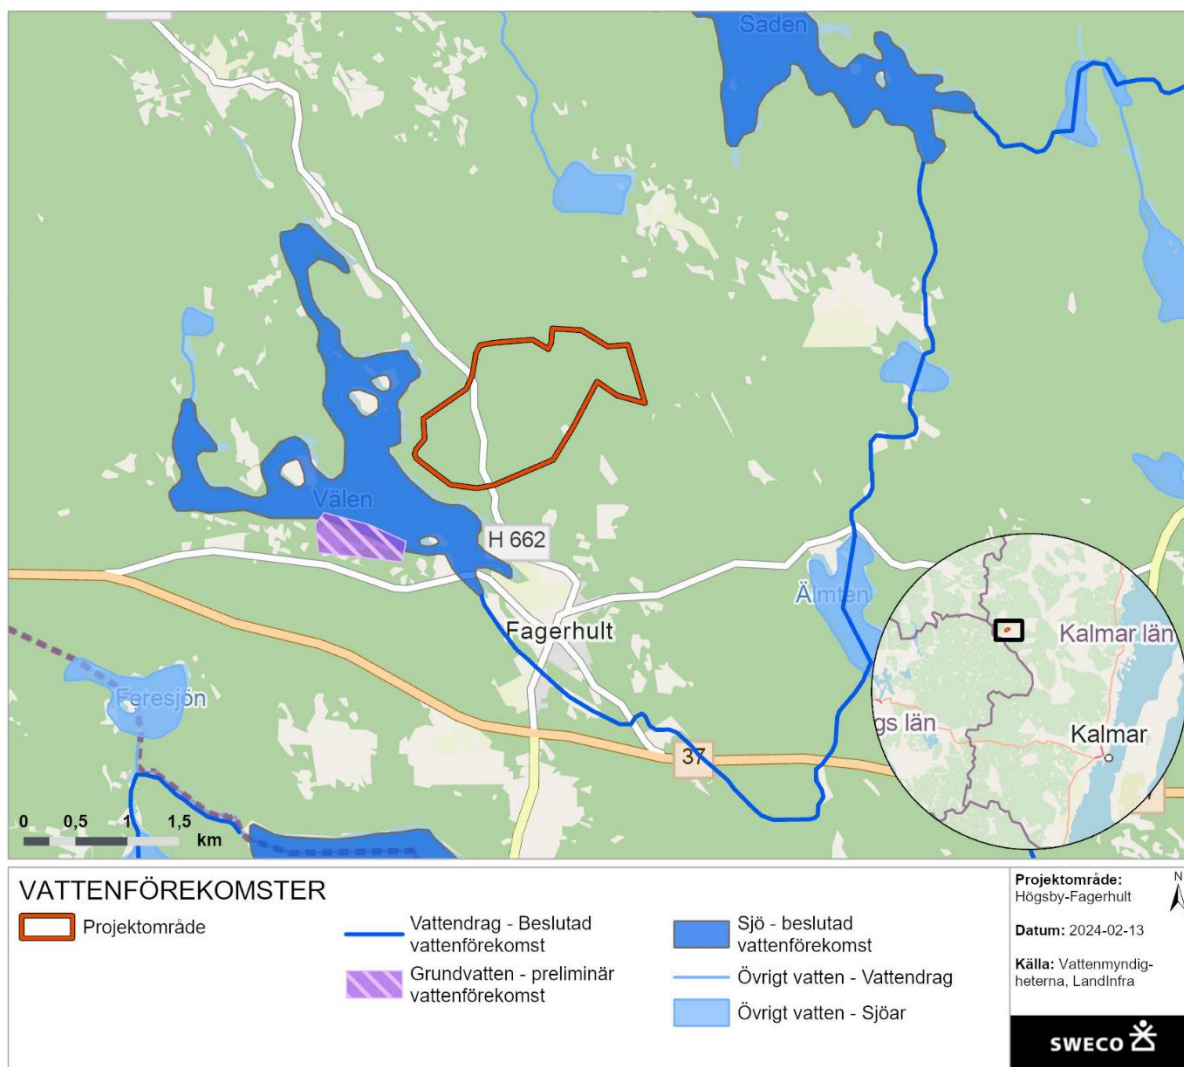 Saden
Välen
H 662
Fagerhult
Älmten
Feresjön
37
Kalmar län
gs län
Kalmar
0 0,5 1 1,5
km
VATTENFÖREKOMSTER
Projektområde
Vattendrag - Beslutad
vattenförekomst
Grundvatten - preliminär
vattenförekomst
Sjö - beslutad
vattenförekomst
Övrigt vatten - Vattendrag
Övrigt vatten - Sjöar
Projektområde:
Högsby-Fagerhult
Datum: 2024-02-13
Källa: Vattenmyndig-
heterna, LandInfra
N
SWECO